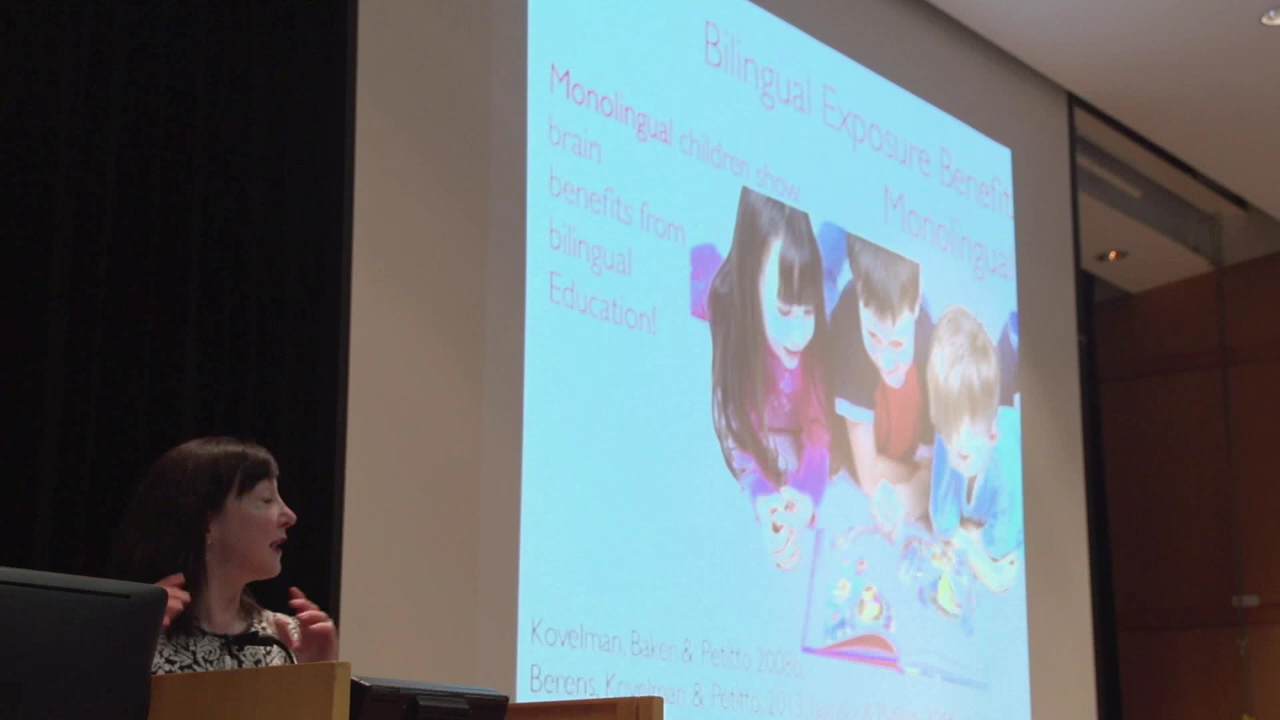 Bilingual Exposure Benefits
Monolingual
Monolingual children show
brain
benefits from
bilingual
Education!
Kovelman, Baker & Petitto
Berens, Kovelman & Petitto, 2013